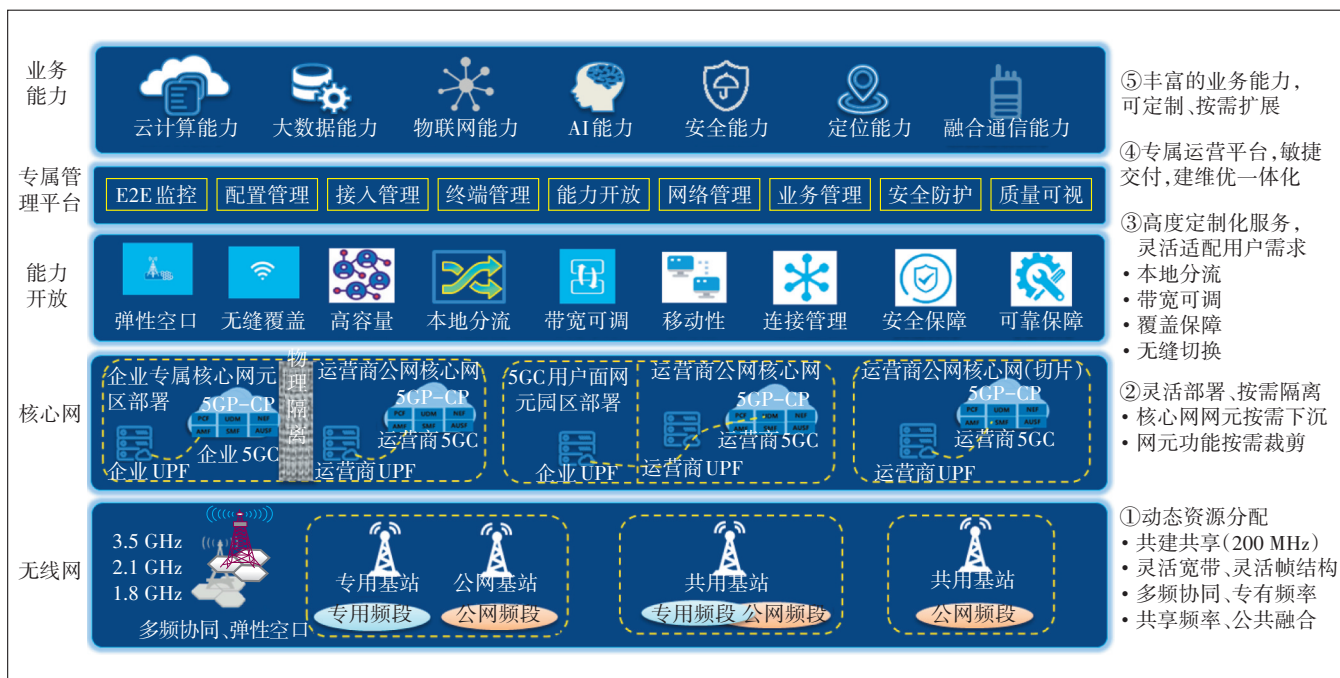 业务
能力
云计算能力
大数据能力
物联网能力
AI能力
安全能力
定位能力
融合通信能力
⑤丰富的业务能力，
可定制、按需扩展
专属管
理平台
E2E监控
配置管理
接入管理
终端管理
能力开放
网络管理
业务管理
安全防护
质量可视
④专属运营平台，敏捷
交付，建维优一体化
能力
开放
弹性空口
无缝覆盖
高容量
本地分流
带宽可调
移动性
连接管理
安全保障
可靠保障
③高度定制化服务，
灵活适配用户需求
•本地分流
•带宽可调
•覆盖保障
•无缝切换
核心网
企业专属核心网元
区部署
5GP-CP
PCF UDM NSF
AMF SMF AUSF
企业5GC
企业UPF
物理隔离
运营商公网核心网
5GP-CP
PCF UDM NSF
AMF SMF AUSF
运营商5GC
运营商UPF
5GC用户面网
元园区部署
企业UPF
运营商公网核心网
5GP-CP
PCF UDM NSF
AMF SMF AUSF
运营商5GC
运营商UPF
运营商公网核心网(切片)
5GP-CP
PCF UDM NSF
AMF SMF AUSF
运营商5GC
运营商UPF
②灵活部署、按需隔离
•核心网网元按需下沉
•网元功能按需裁剪
无线网
3.5 GHz
2.1 GHz
1.8 GHz
多频协同、弹性空口
专用基站
公网基站
专用频段
公网频段
共用基站
专用频段
公网频段
共用基站
公网频段
①动态资源分配
•共建共享(200 MHz)
•灵活宽带、灵活帧结构
•多频协同、专有频率
•共享频率、公共融合